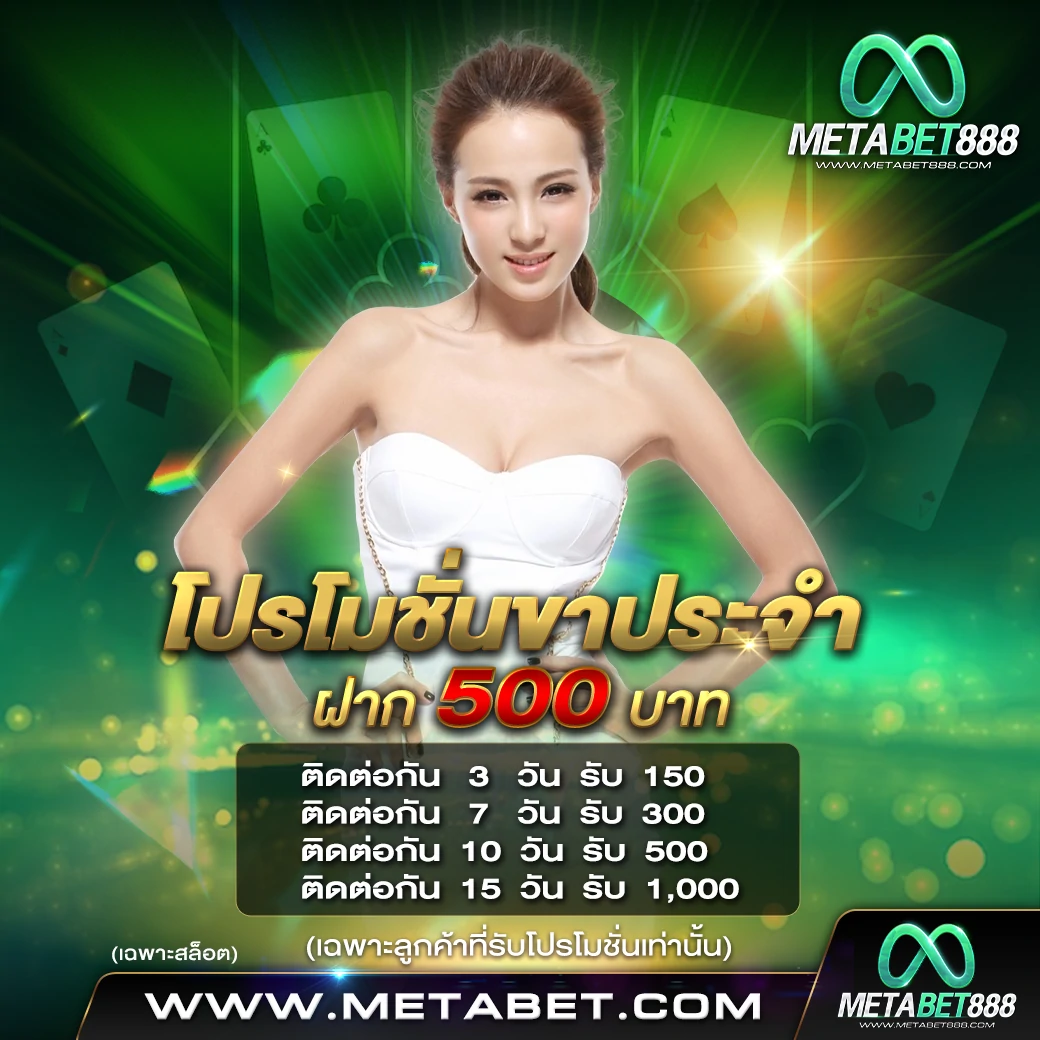 METABET888
WWW.METABET888.COM
โปรโมชั่นขาประจำ
ฝาก 500 บาท
ติดต่อกัน 3 วัน รับ 150
ติดต่อกัน 7 วัน รับ 300
ติดต่อกัน 10 วัน รับ 500
ติดต่อกัน 15 วัน รับ 1,000
(เฉพาะสล็อต)
(เฉพาะลูกค้าที่รับโปรโมชั่นเท่านั้น)
WWW.METABET.COM
METABET888
WWW.METABET888.COM